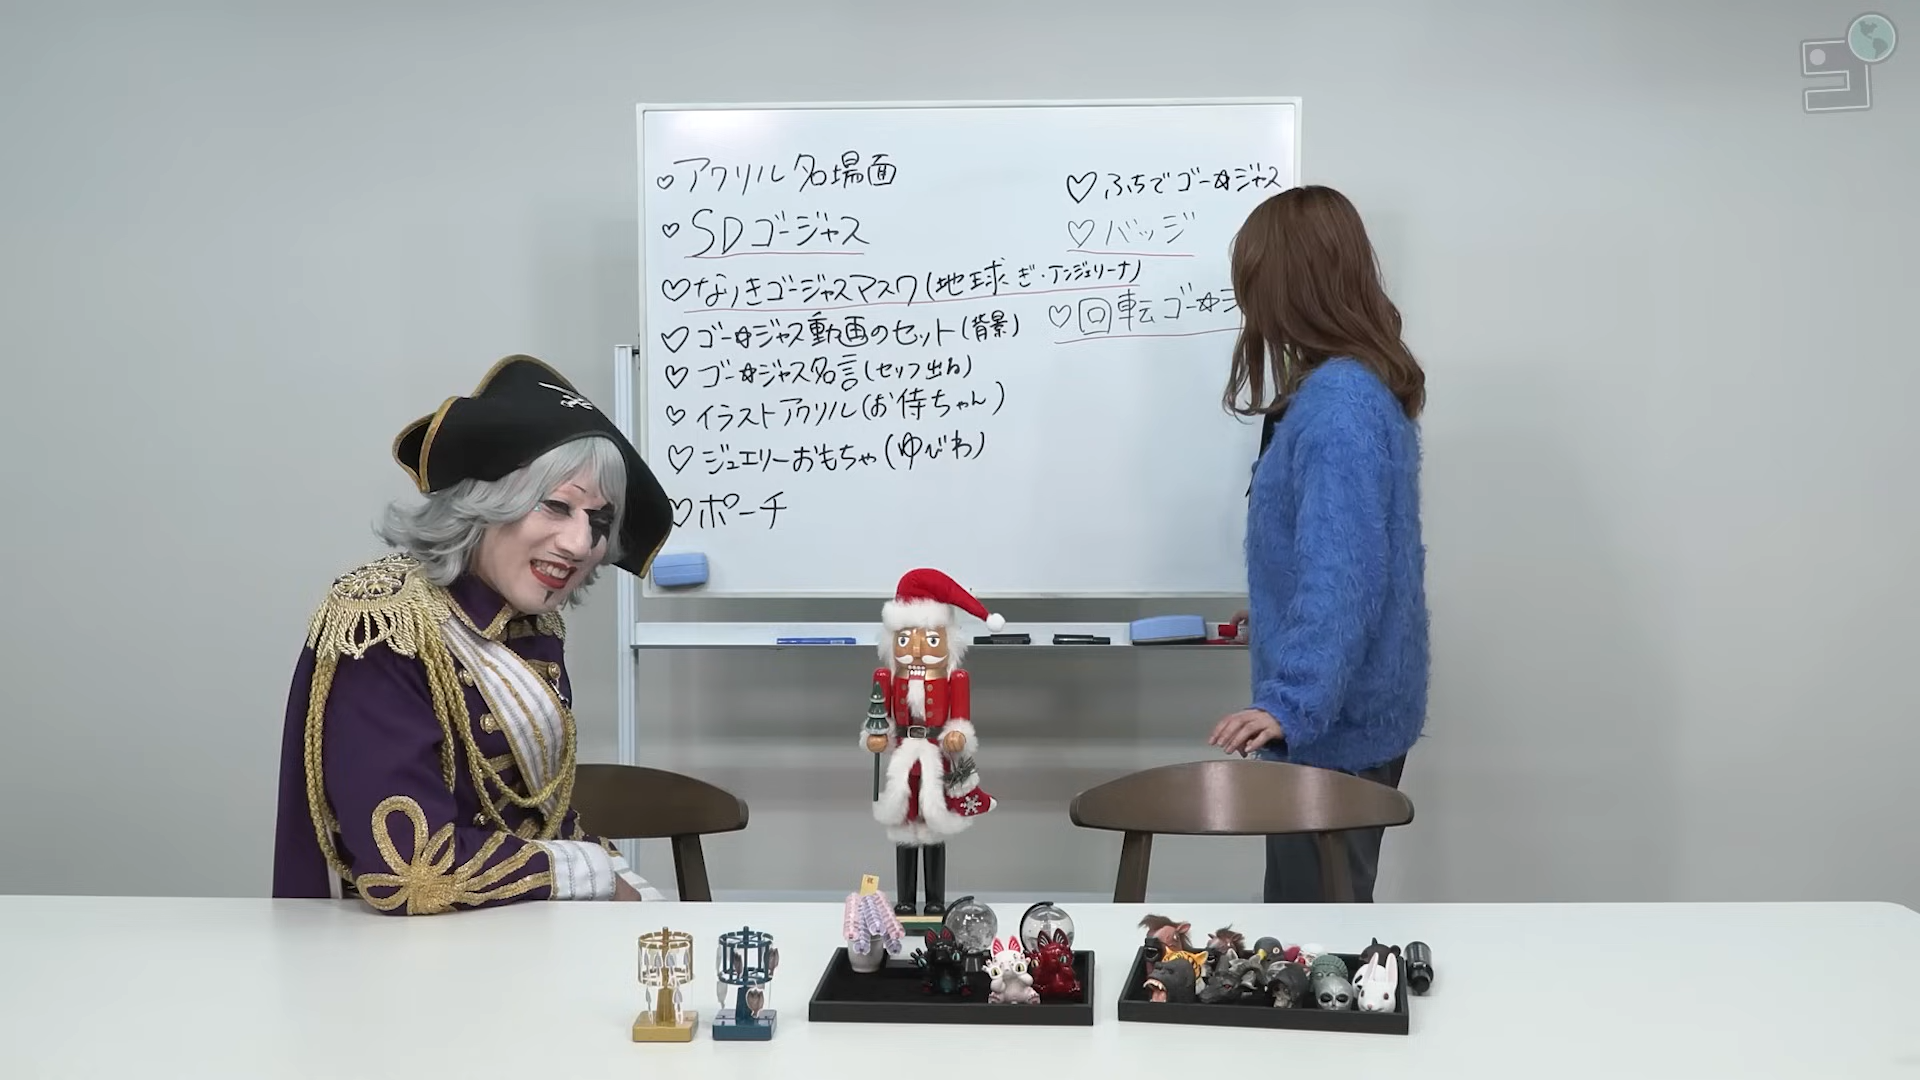 ♡アクリル名場面
♡SDゴージャス
♡なりきゴージャスマスク(地球ぎ・アンジェリーナ)
♡ゴー☆ジャス動画のセット(背景)
♡ゴー☆ジャス名言(セリフ出る)
♡イラストアクリル(お侍ちゃん)
♡ジュエリーおもちゃ(ゆびわ)
♡ポーチ
♡ふちでゴー☆ジャス
♡バッジ
♡回転ゴー☆ジ